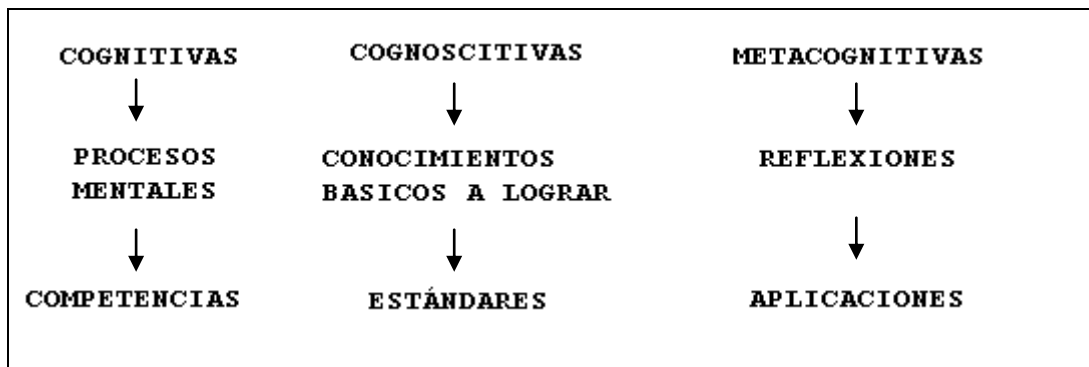 COGNITIVAS
PROCESOS
MENTALES
COMPETENCIAS
COGNOSCITIVAS
CONOCIMIENTOS
BASICOS A LOGRAR
ESTÁNDARES
METACOGNITIVAS
REFLEXIONES
APLICACIONES